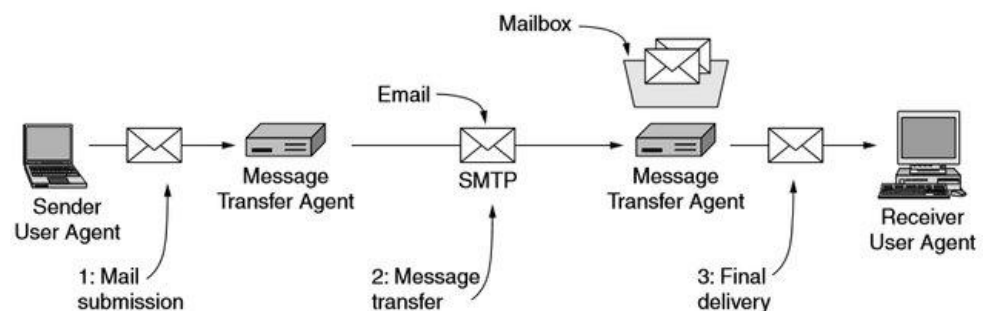 Mailbox
Email
SMTP
Sender
User Agent
Message
Transfer Agent
Message
Transfer Agent
Receiver
User Agent
1: Mail
submission
2: Message
transfer
3: Final
delivery